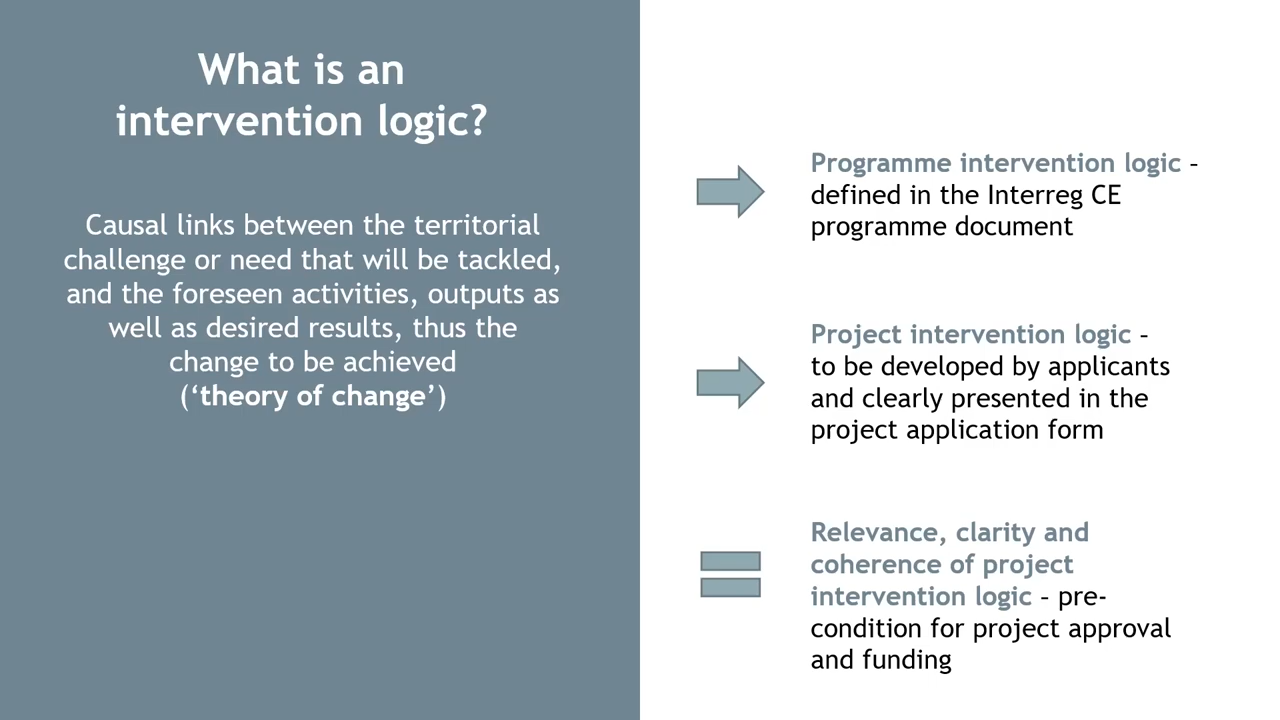 What is an
intervention logic?
Causal links between the territorial
challenge or need that will be tackled,
and the foreseen activities, outputs as
well as desired results, thus the
change to be achieved
(‘theory of change’)
Programme intervention logic –
defined in the Interreg CE
programme document
Project intervention logic –
to be developed by applicants
and clearly presented in the
project application form
Relevance, clarity and
coherence of project
intervention logic – pre-
condition for project approval
and funding